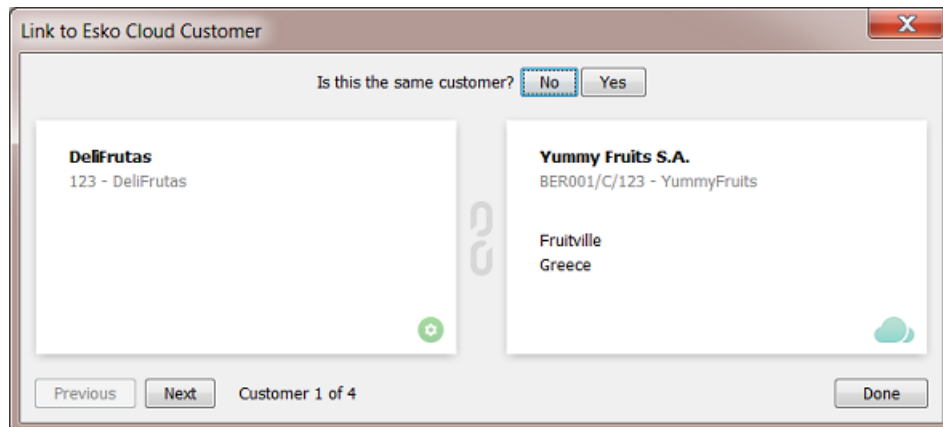 Link to Esko Cloud Customer
Is this the same customer? No Yes
DeliFrutas
123 - DeliFrutas
Yummy Fruits S.A.
BER001/C/123 - YummyFruits
Fruitville
Greece
Previous Next Customer 1 of 4 Done